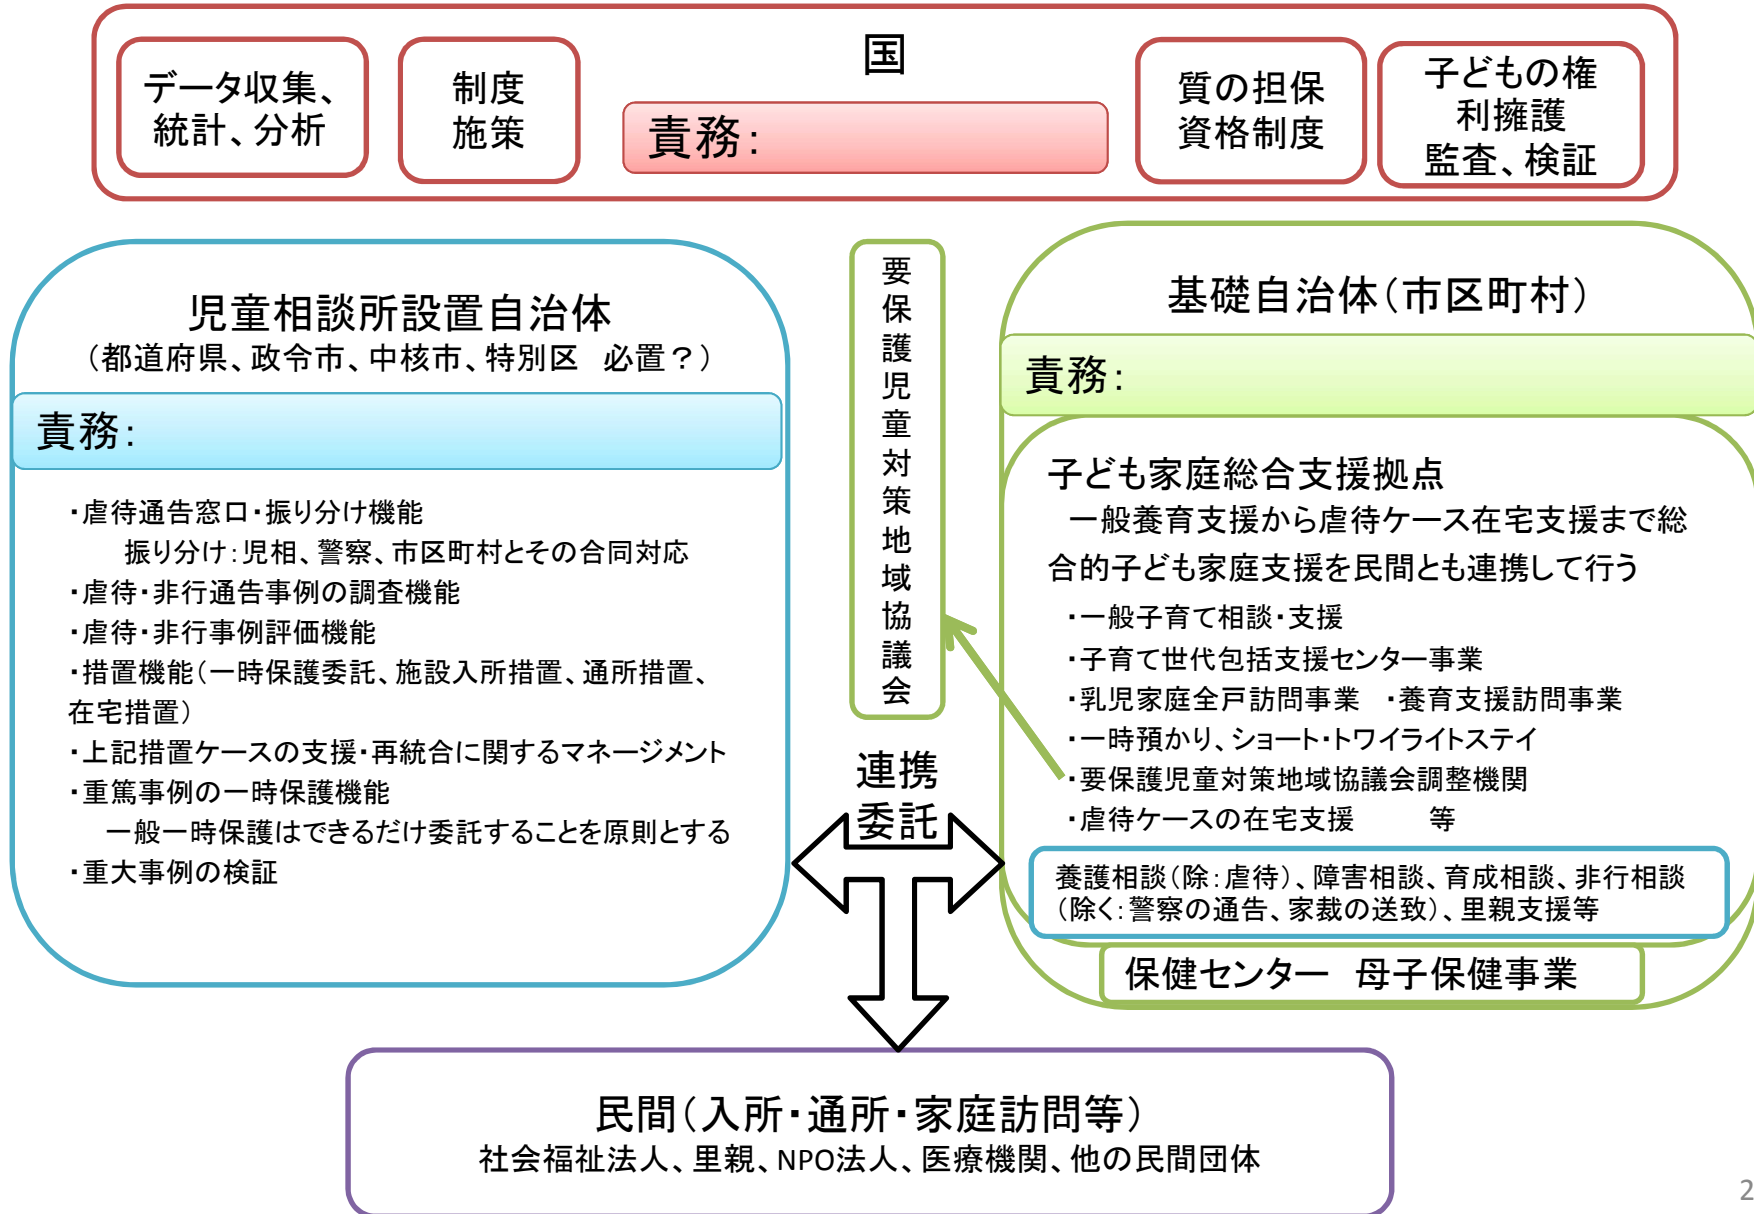 国
データ収集、
統計、分析
制度
施策
責務：
質の担保
資格制度
子どもの権
利擁護
監査、検証
児童相談所設置自治体
（都道府県、政令市、中核市、特別区　必置？）
責務：
・虐待通告窓口・振り分け機能
振り分け：児相、警察、市区町村とその合同対応
・虐待・非行通告事例の調査機能
・虐待・非行事例評価機能
・措置機能（一時保護委託、施設入所措置、通所措置、
在宅措置）
・上記措置ケースの支援・再統合に関するマネージメント
・重篤事例の一時保護機能
一般一時保護はできるだけ委託することを原則とする
・重大事例の検証
要保護児童対策地域協議会
連携
委託
基礎自治体（市区町村）
責務：
子ども家庭総合支援拠点
一般養育支援から虐待ケース在宅支援まで総
合的子ども家庭支援を民間とも連携して行う
・一般子育て相談・支援
・子育て世代包括支援センター事業
・乳児家庭全戸訪問事業　・養育支援訪問事業
・一時預かり、ショート・トワイライトステイ
・要保護児童対策地域協議会調整機関
・虐待ケースの在宅支援　　　等
養護相談（除：虐待）、障害相談、育成相談、非行相談
（除く：警察の通告、家裁の送致）、里親支援等
保健センター　母子保健事業
民間（入所・通所・家庭訪問等）
社会福祉法人、里親、NPO法人、医療機関、他の民間団体
2